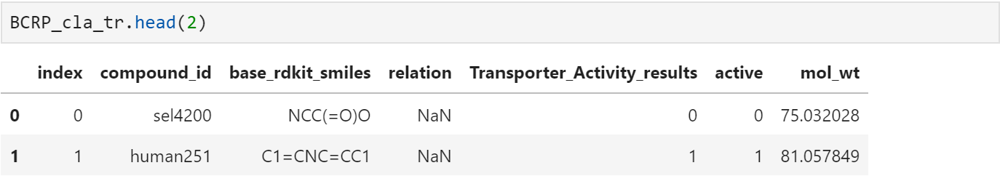 BCRP_cla_tr.head(2)
index compound_id base_rdkit_smiles relation Transporter_Activity_results active mol_wt
0 0 sel4200 NCC(=O)O NaN 0 0 75.032028
1 1 human251 C1=CNC=CC1 NaN 1 1 81.057849